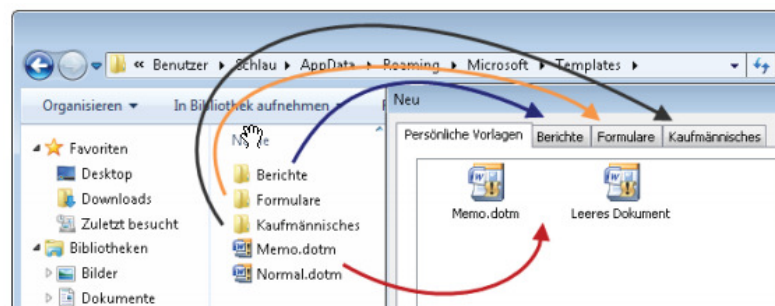 « Benutzer ▸ Schlau ▸ AppData ▸ Roaming ▸ Microsoft ▸ Templates ▸
Organisieren ▾ In Bibliothek aufnehmen
Neu
Persönliche Vorlagen Berichte Formulare Kaufmännisches
Favoriten
Desktop
Downloads
Zuletzt besucht
Bibliotheken
Bilder
Dokumente
Name
Berichte
Formulare
Kaufmännisches
Memo.dotm
Normal.dotm
Memo.dotm Leeres Dokument